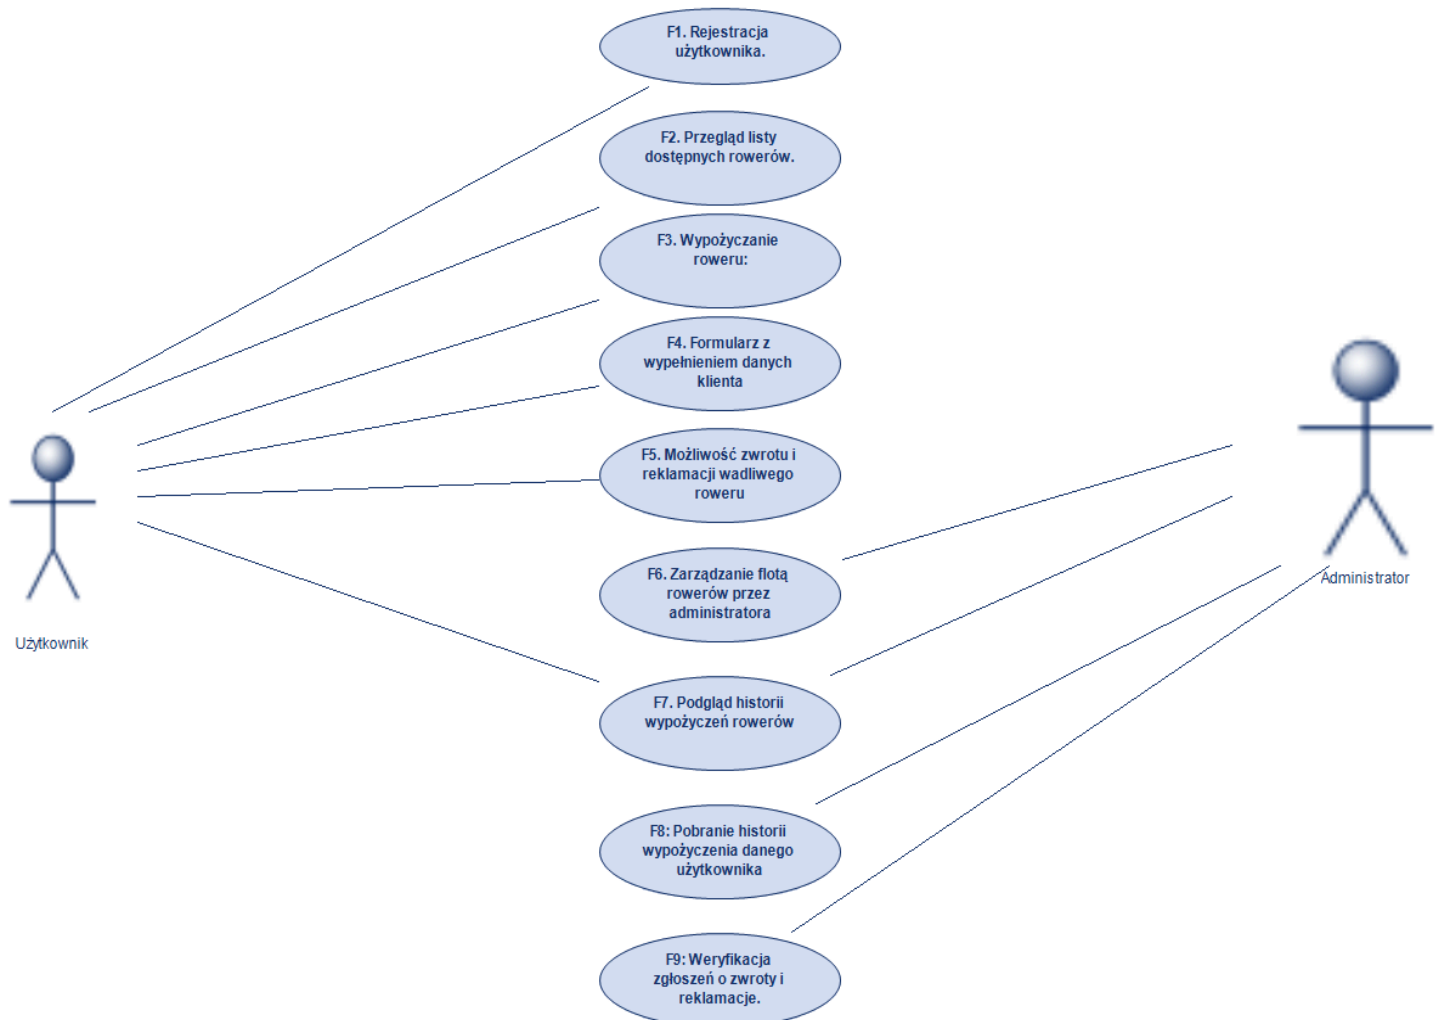 F1. Rejestracja
użytkownika.
F2. Przegląd listy
dostępnych rowerów.
F3. Wypożyczanie
roweru:
F4. Formularz z
wypełnieniem danych
klienta
F5. Możliwość zwrotu i
reklamacji wadliwego
roweru
F6. Zarządzanie flotą
rowerów przez
administratora
Administrator
Użytkownik
F7. Podgląd historii
wypożyczeń rowerów
F8: Pobranie historii
wypożyczenia danego
użytkownika
F9: Weryfikacja
zgłoszeń o zwroty i
reklamacje.